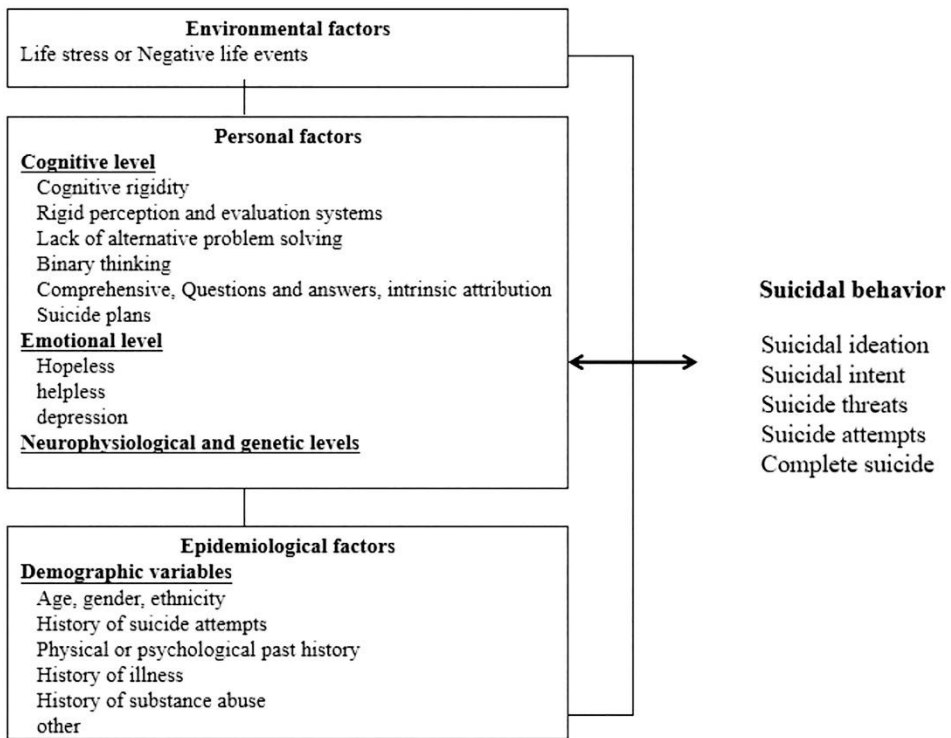 Environmental factors
Life stress or Negative life events
Personal factors
Cognitive level
Cognitive rigidity
Rigid perception and evaluation systems
Lack of alternative problem solving
Binary thinking
Comprehensive, Questions and answers, intrinsic attribution
Suicide plans
Emotional level
Hopeless
helpless
depression
Neurophysiological and genetic levels
Epidemiological factors
Demographic variables
Age, gender, ethnicity
History of suicide attempts
Physical or psychological past history
History of illness
History of substance abuse
other
Suicidal behavior
Suicidal ideation
Suicidal intent
Suicide threats
Suicide attempts
Complete suicide